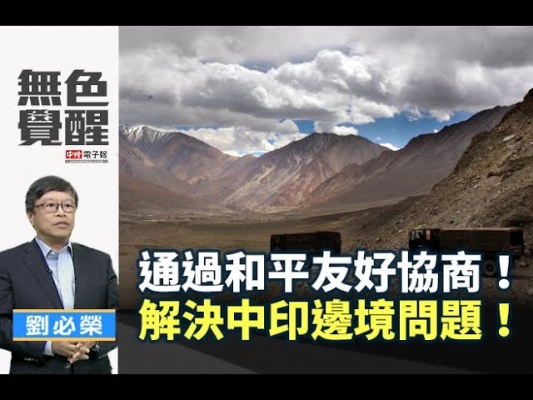 無色
覺醒
中時電子報
劉必榮
通過和平友好協商！
解決中印邊境問題！